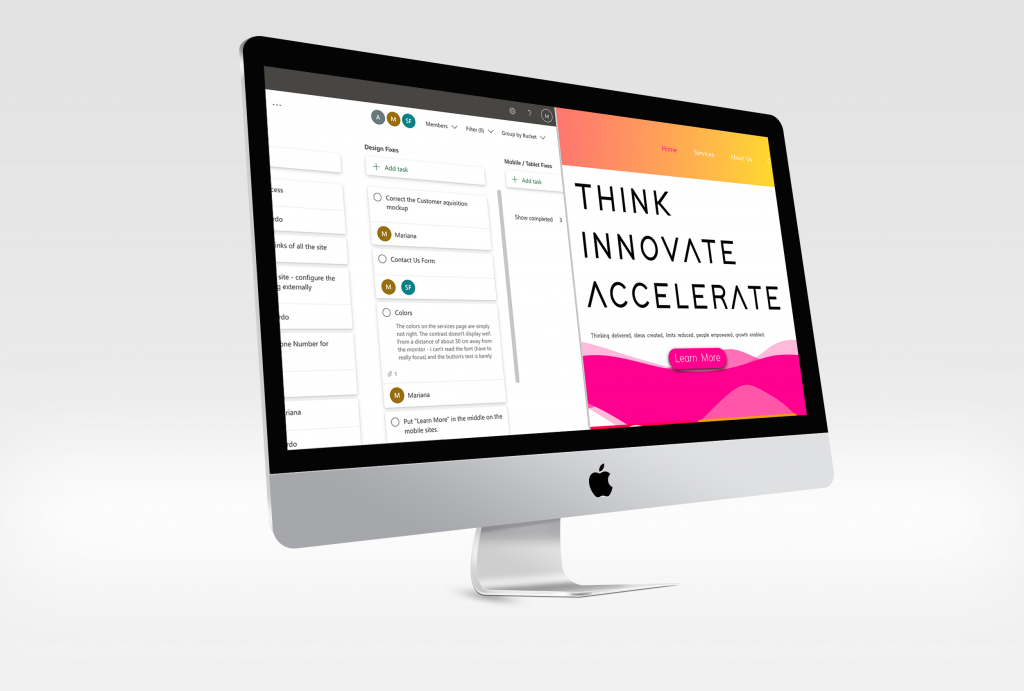 ...
? M
A M SF Members Filter (0) Group by Bucket
cess
rdo
inks of all the site
site - configure the
g externally
rdo
one Number for
riana
rdo
Design Fixes
+ Add task
Correct the Customer aquisition
mockup
M Mariana
Contact Us Form
M SF
Colors
The colors on the services page are simply
not right. The contrast doesn't display well.
From a distance of about 30 cm away from
the monitor - i can't read the font (have to
really focus) and the button's text is barely
1
M Mariana
Put "Learn More" in the middle on the
mobile sites.
Mobile / Tablet Fixes
+ Add task
Show completed
Home Services About Us
THINK
INNOVATE
ACCELERATE
Thinking delivered, ideas created, limits reduced, people empowered, growth enabled.
Learn More